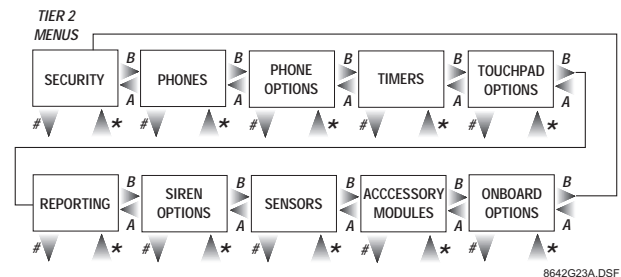 TIER 2
MENUS
SECURITY
B
A
PHONES
B
A
PHONE
OPTIONS
B
A
TIMERS
B
A
TOUCHPAD
OPTIONS
B
A
# *
# *
# *
# *
# *
REPORTING
B
A
SIREN
OPTIONS
B
A
SENSORS
B
A
ACCCESSORY
MODULES
B
A
ONBOARD
OPTIONS
B
A
# *
# *
# *
# *
# *
8642G23A.DSF